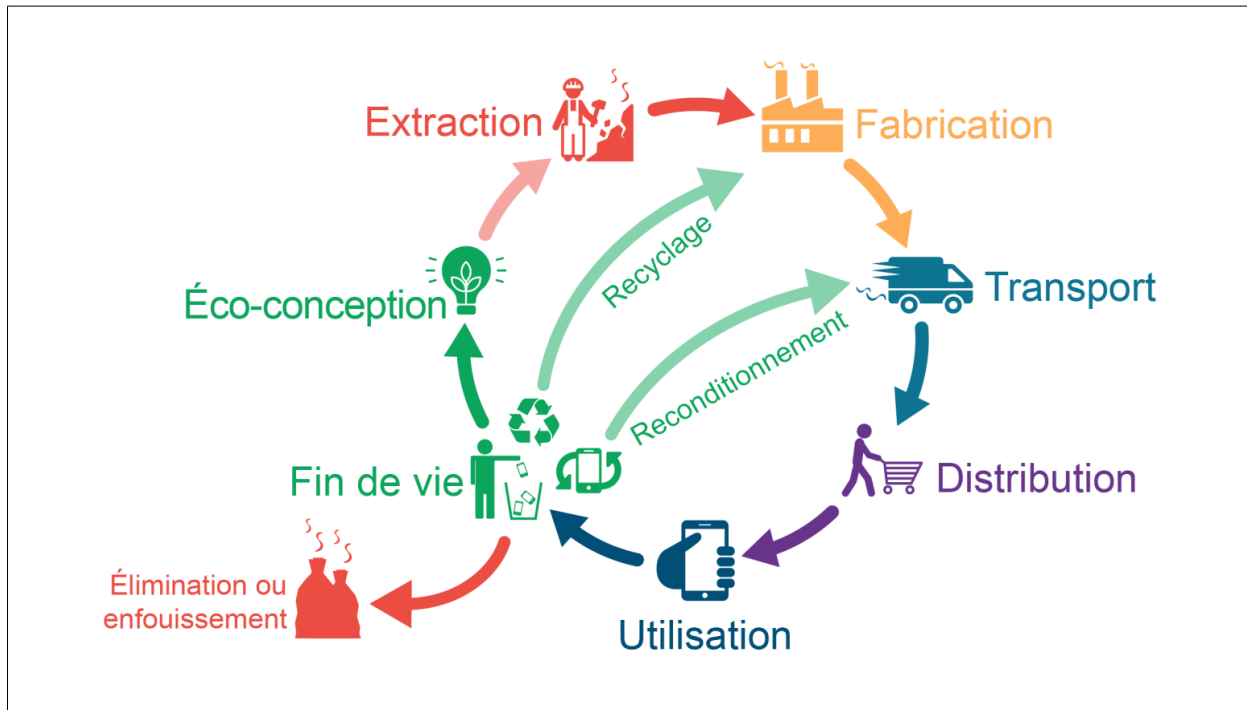 Extraction
Fabrication
Recyclage
Éco-conception
Transport
Reconditionnement
Fin de vie
Distribution
Élimination ou
enfouissement
Utilisation